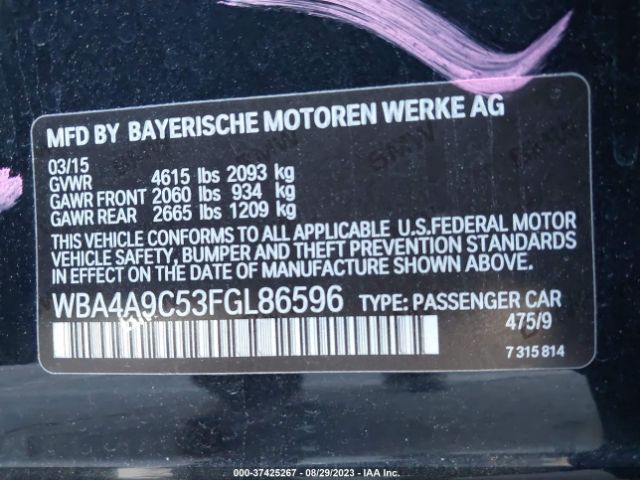 MFD BY BAYERISCHE MOTOREN WERKE AG
03/15
GVWR 4615 lbs 2093 kg
GAWR FRONT 2060 lbs 934 kg
GAWR REAR 2665 lbs 1209 kg
THIS VEHICLE CONFORMS TO ALL APPLICABLE U.S.FEDERAL MOTOR
VEHICLE SAFETY, BUMPER AND THEFT PREVENTION STANDARDS
IN EFFECT ON THE DATE OF MANUFACTURE SHOWN ABOVE.
WBA4A9C53FGL86596 TYPE: PASSENGER CAR
475/9
7 315 814
000-37425267 - 08/29/2023 - IAA Inc.